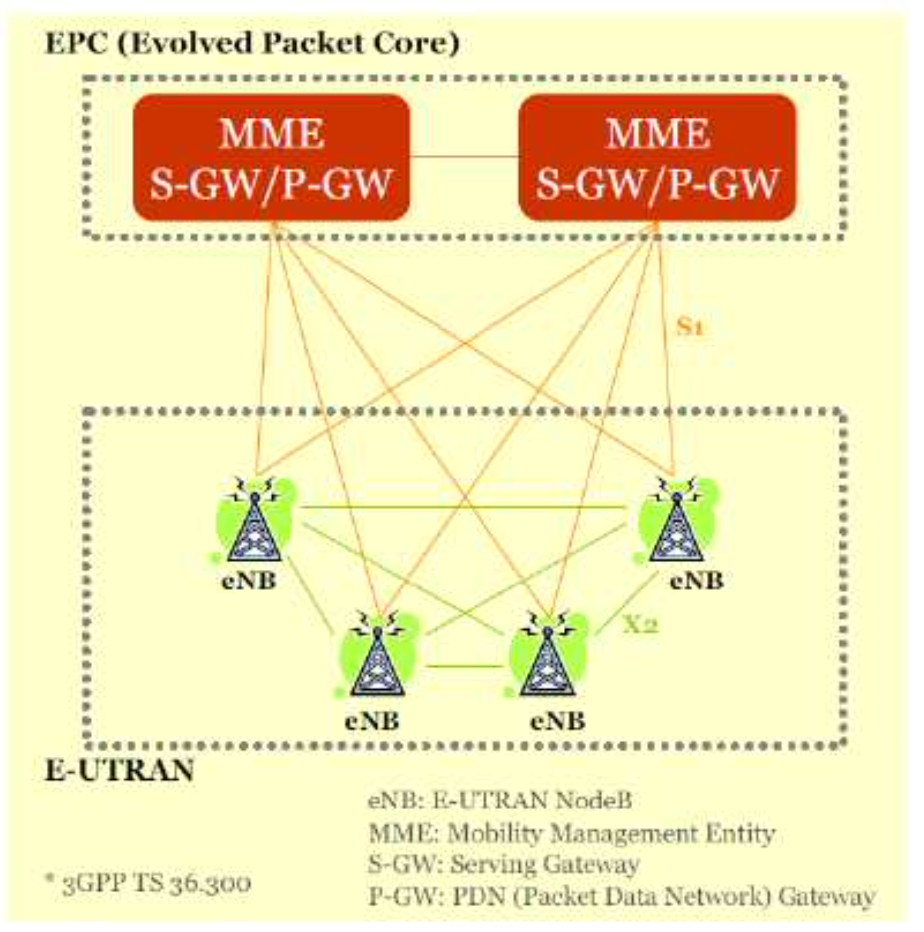 EPC (Evolved Packet Core)
MME
S-GW/P-GW
MME
S-GW/P-GW
S1
eNB
eNB
X2
eNB
eNB
E-UTRAN
eNB: E-UTRAN NodeB
MME: Mobility Management Entity
S-GW: Serving Gateway
P-GW: PDN (Packet Data Network) Gateway
* 3GPP TS 36.300